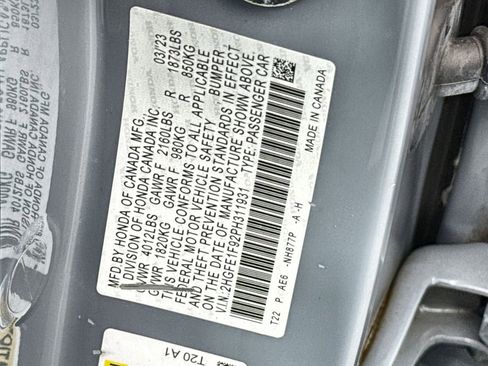 MFD.BY HONDA OF CANADA MFG. 03/23
DIVISION OF HONDA CANADA INC.
GVWR 4012LBS GAWR F 2160LBS R 1873LBS
GVWR 1820KG GAWR F 980KG R 850KG
THIS VEHICLE CONFORMS TO ALL APPLICABLE
FEDERAL MOTOR VEHICLE SAFETY, BUMPER
AND THEFT PREVENTION STANDARDS IN EFFECT
ON THE DATE OF MANUFACTURE SHOWN ABOVE.
V.I.N: 2HGFE1F92PH311931 TYPE:PASSENGER CAR
T22 P AE6 -NH877P -A -H MADE IN CANADA
T20 A1